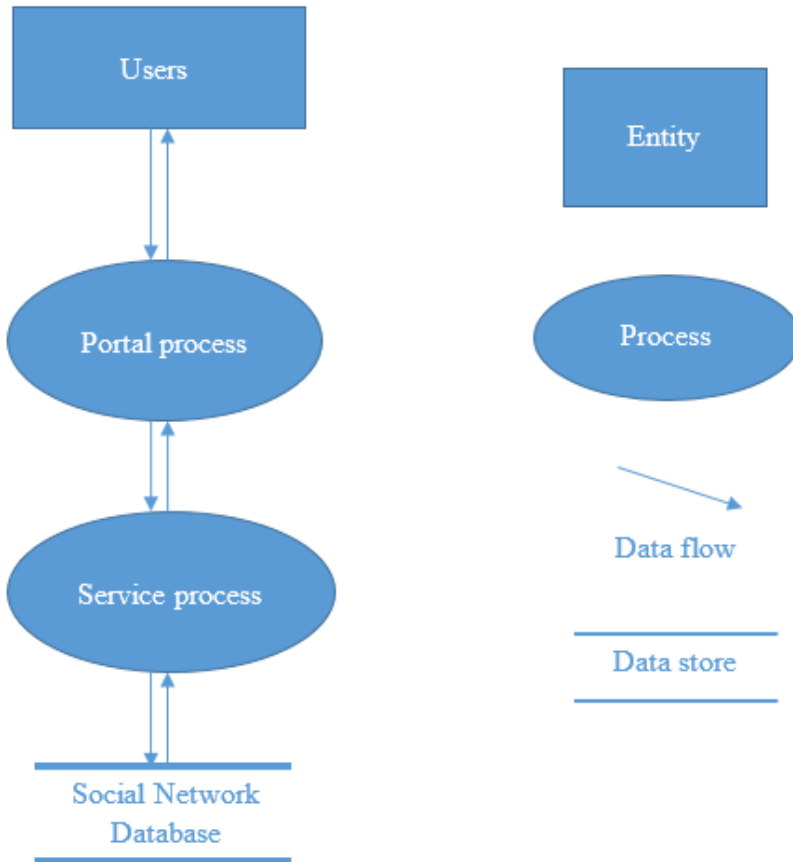 Users
Portal process
Service process
Social Network
Database
Entity
Process
Data flow
Data store